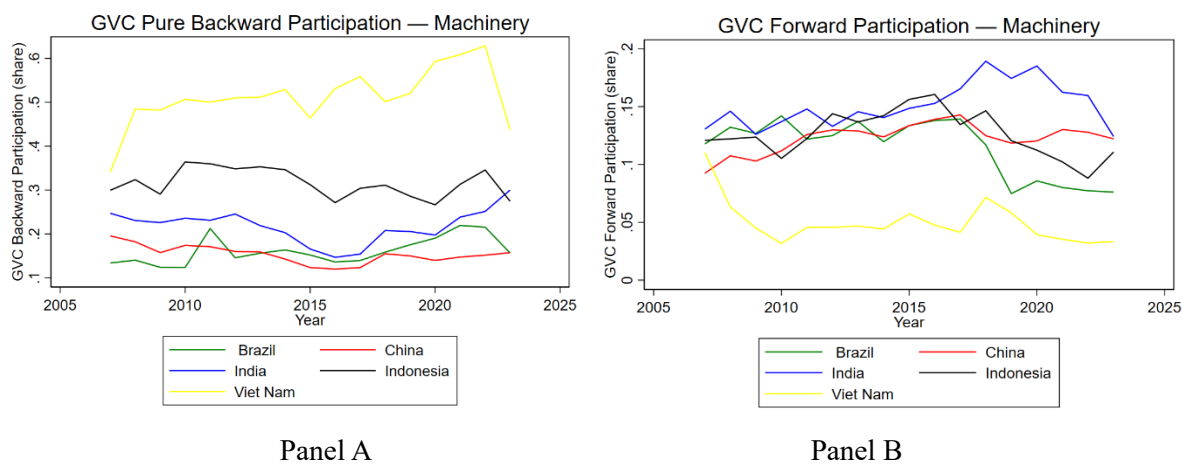 GVC Pure Backward Participation — Machinery
GVC Backward Participation (share)
.6
.5
.4
.3
.2
.1
2005 2010 2015 2020 2025
Year
Brazil China
India Indonesia
Viet Nam
Panel A
GVC Forward Participation — Machinery
GVC Forward Participation (share)
.2
.15
.1
0.05
0
2005 2010 2015 2020 2025
Year
Brazil China
India Indonesia
Viet Nam
Panel B